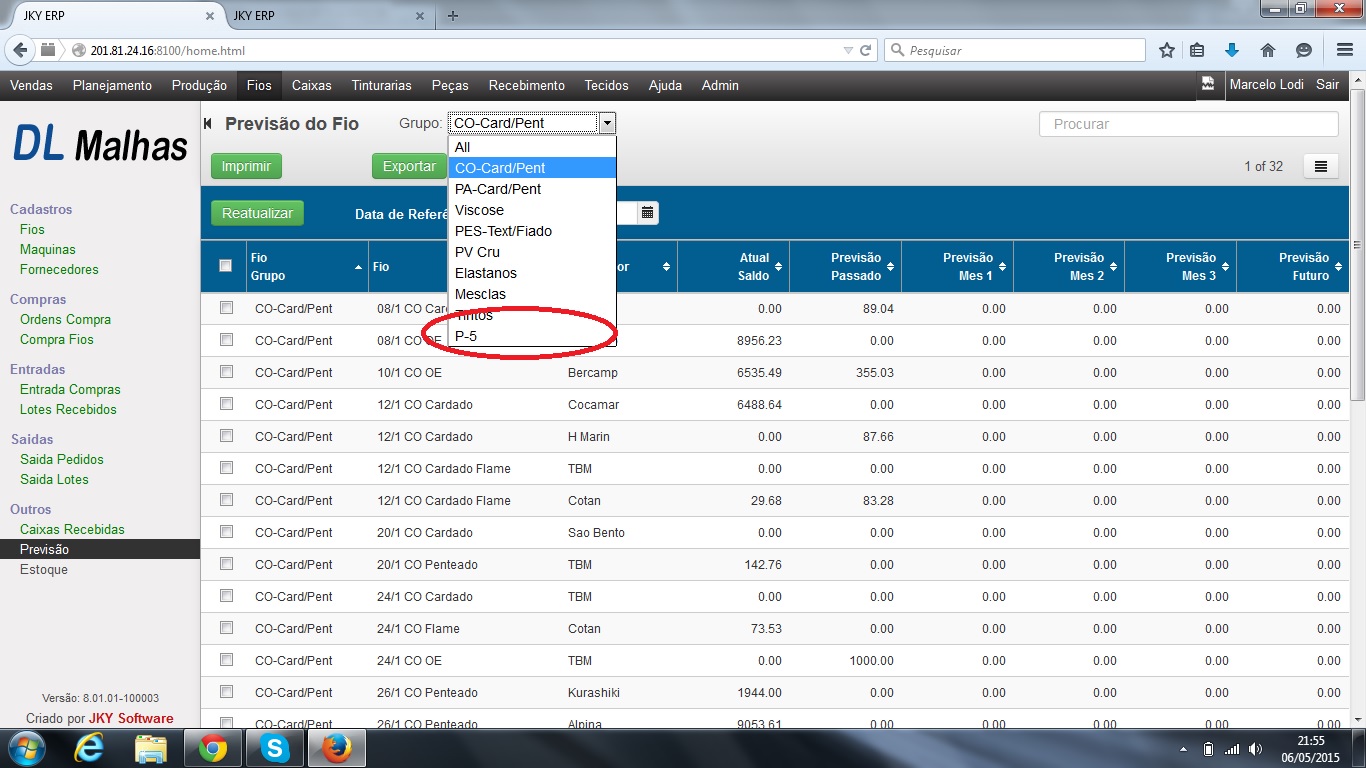 JKY ERP
JKY ERP
201.81.24.16:8100/home.html
Pesquisar
Vendas Planejamento Produção Fios Caixas Tinturarias Peças Recebimento Tecidos Ajuda Admin Marcelo Lodi Sair
DL Malhas
Cadastros
Fios
Maquinas
Fornecedores
Compras
Ordens Compra
Compra Fios
Entradas
Entrada Compras
Lotes Recebidos
Saidas
Saida Pedidos
Saida Lotes
Outros
Caixas Recebidas
Previsão
Estoque
Versão: 8.01.01-100003
Criado por JKY Software
Previsão do Fio Grupo: CO-Card/Pent Procurar
Imprimir Exportar 1 of 32
All
CO-Card/Pent
PA-Card/Pent
Viscose
PES-Text/Fiado
PV Cru
Elastanos
Mesclas
Tintos
P-5
Reatualizar Data de Referê
Fio Grupo Fio or Atual Saldo Previsão Passado Previsão Mes 1 Previsão Mes 2 Previsão Mes 3 Previsão Futuro
CO-Card/Pent 08/1 CO Card 0.00 89.04 0.00 0.00 0.00 0.00
CO-Card/Pent 08/1 CO OE 8956.23 0.00 0.00 0.00 0.00 0.00
CO-Card/Pent 10/1 CO OE Bercamp 6535.49 355.03 0.00 0.00 0.00 0.00
CO-Card/Pent 12/1 CO Cardado Cocamar 6488.64 0.00 0.00 0.00 0.00 0.00
CO-Card/Pent 12/1 CO Cardado H Marin 0.00 87.66 0.00 0.00 0.00 0.00
CO-Card/Pent 12/1 CO Cardado Flame TBM 0.00 0.00 0.00 0.00 0.00 0.00
CO-Card/Pent 12/1 CO Cardado Flame Cotan 29.68 83.28 0.00 0.00 0.00 0.00
CO-Card/Pent 20/1 CO Cardado Sao Bento 0.00 0.00 0.00 0.00 0.00 0.00
CO-Card/Pent 20/1 CO Penteado TBM 142.76 0.00 0.00 0.00 0.00 0.00
CO-Card/Pent 24/1 CO Cardado TBM 0.00 0.00 0.00 0.00 0.00 0.00
CO-Card/Pent 24/1 CO Flame Cotan 73.53 0.00 0.00 0.00 0.00 0.00
CO-Card/Pent 24/1 CO OE TBM 0.00 1000.00 0.00 0.00 0.00 0.00
CO-Card/Pent 26/1 CO Penteado Kurashiki 1944.00 0.00 0.00 0.00 0.00 0.00
CO-Card/Pent 26/1 CO Penteado Alpina 9053.61 0.00 0.00 0.00 0.00 0.00
21:55
06/05/2015